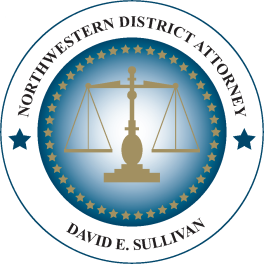 NORTHWESTERN DISTRICT ATTORNEY
DAVID E. SULLIVAN